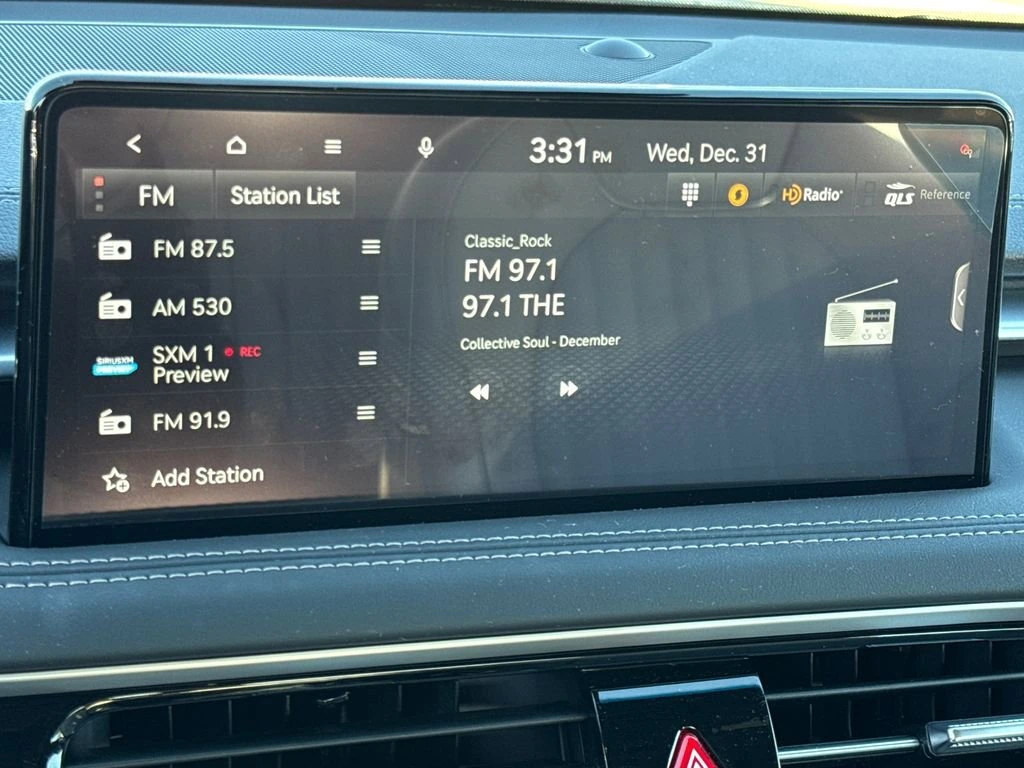 3:31 PM
Wed, Dec. 31
FM
Station List
HD Radio
QLS Reference
FM 87.5
AM 530
SIRIUSXM
PREVIEW
SXM 1 REC
Preview
FM 91.9
Add Station
Classic_Rock
FM 97.1
97.1 THE
Collective Soul - December